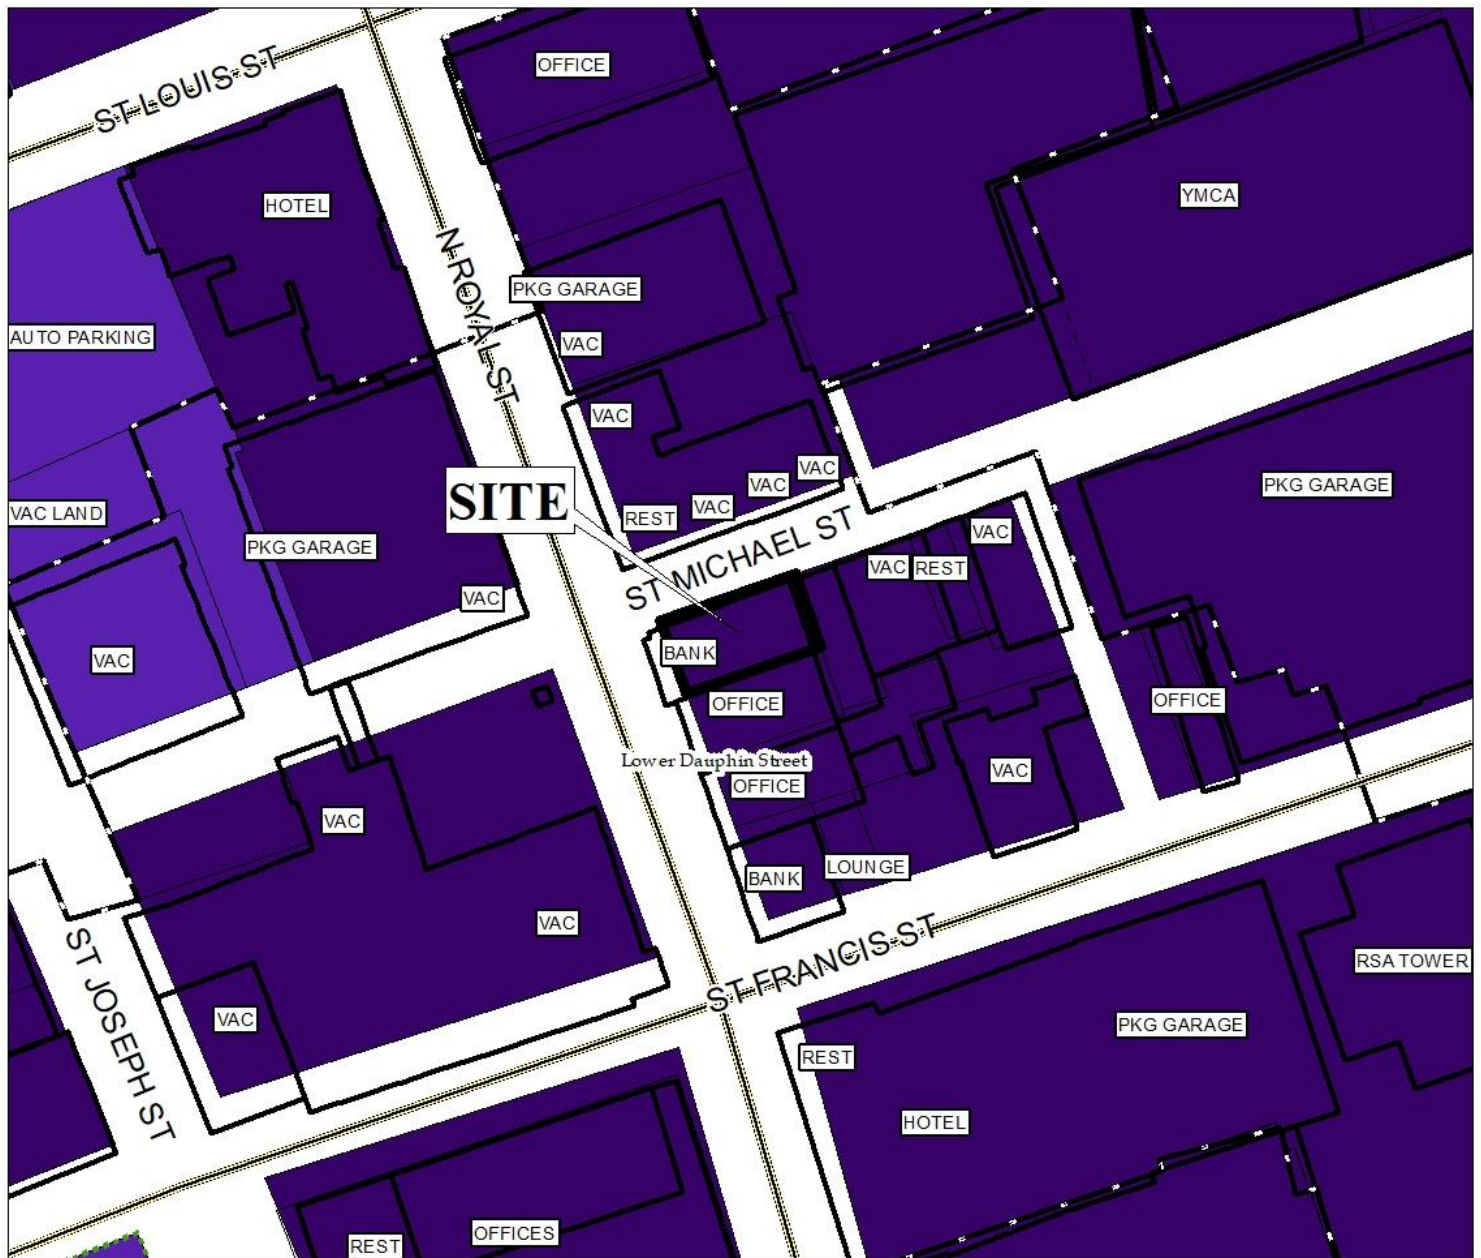 OFFICE
ST LOUIS ST
YMCA
HOTEL
N ROYAL ST
PKG GARAGE
AUTO PARKING
VAC
VAC
VAC
VAC
PKG GARAGE
VAC
SITE
VAC LAND
REST
VAC
PKG GARAGE
ST MICHAEL ST
VAC
REST
VAC
BANK
VAC
OFFICE
OFFICE
Lower Dauphin Street
VAC
OFFICE
VAC
LOUNGE
BANK
VAC
ST FRANCIS ST
RSA TOWER
ST JOSEPH ST
VAC
PKG GARAGE
REST
HOTEL
OFFICES
REST